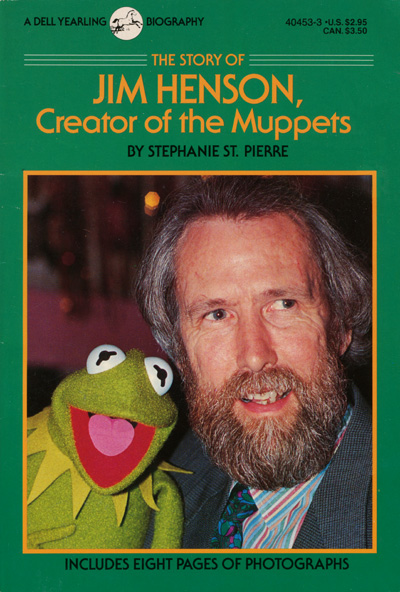 A DELL YEARLING BIOGRAPHY
40453-3 • U.S. $2.95
CAN. $3.50
THE STORY OF
JIM HENSON,
Creator of the Muppets
BY STEPHANIE ST. PIERRE
INCLUDES EIGHT PAGES OF PHOTOGRAPHS